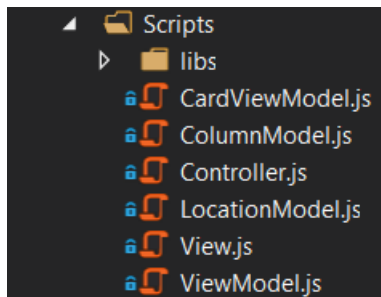 Scripts
libs
CardViewModel.js
ColumnModel.js
Controller.js
LocationModel.js
View.js
ViewModel.js